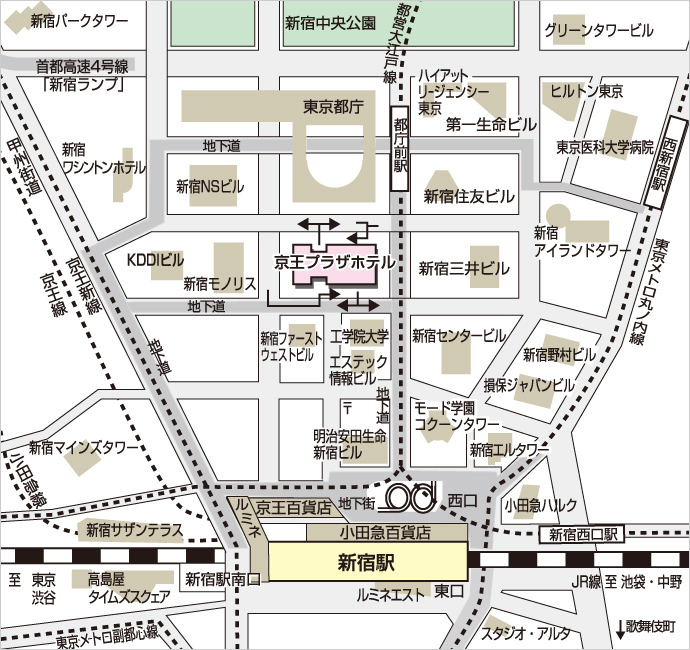 新宿パークタワー
新宿中央公園
都営大江戸線
グリーンタワービル
首都高速4号線
「新宿ランプ」
ハイアット
リージェンシー
東京
ヒルトン東京
東京都庁
第一生命ビル
都庁前駅
甲州街道
新宿
ワシントンホテル
地下道
東京医科大学病院
西新宿駅
新宿NSビル
新宿住友ビル
新宿
アイランドタワー
KDDIビル
新宿モノリス
京王プラザホテル
新宿三井ビル
東京メトロ丸ノ内線
京王新線
京王線
地下道
地下道
新宿ファースト
ウェストビル
工学院大学
エステック
情報ビル
新宿センタービル
新宿野村ビル
損保ジャパンビル
地下道
〒
明治安田生命
新宿ビル
モード学園
コクーンタワー
新宿エルタワー
新宿マインズタワー
小田急線
ルミネ
京王百貨店
地下街
西口
小田急ハルク
新宿サザンテラス
小田急百貨店
新宿西口駅
新宿駅
至 東京
渋谷
高島屋
タイムズスクェア
新宿駅南口
ルミネエスト
東口
JR線 至 池袋・中野
東京メトロ副都心線
スタジオ・アルタ
↓歌舞伎町